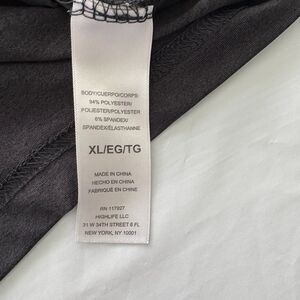 BODY/CUERPO/CORPS:
94% POLYESTER/
POLIESTER/POLYESTER
6% SPANDEX/
SPANDEX/ÉLASTHANNE
XL/EG/TG
MADE IN CHINA
HECHO EN CHINA
FABRIQUÉ EN CHINE
RN 117927
HIGHLIFE LLC
31 W 34TH STREET 6 FL
NEW YORK, NY 10001